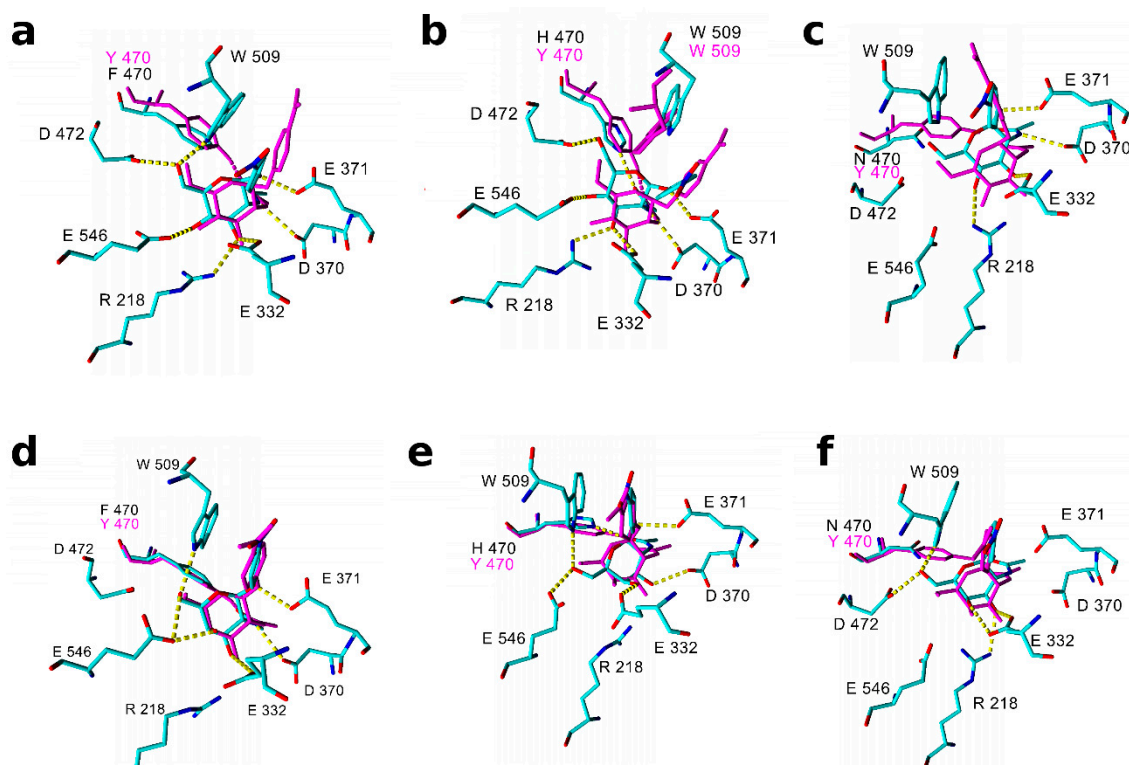 a
Y 470
F 470
W 509
D 472
E 546
R 218
E 332
D 370
E 371
b
H 470
Y 470
W 509
W 509
D 472
E 546
R 218
E 332
D 370
E 371
c
W 509
E 371
D 370
N 470
Y 470
D 472
E 332
E 546
R 218
d
W 509
F 470
Y 470
D 472
E 371
E 546
D 370
R 218
E 332
e
W 509
E 371
H 470
Y 470
D 370
E 546
E 332
R 218
f
W 509
N 470
Y 470
E 371
D 472
D 370
E 332
E 546
R 218